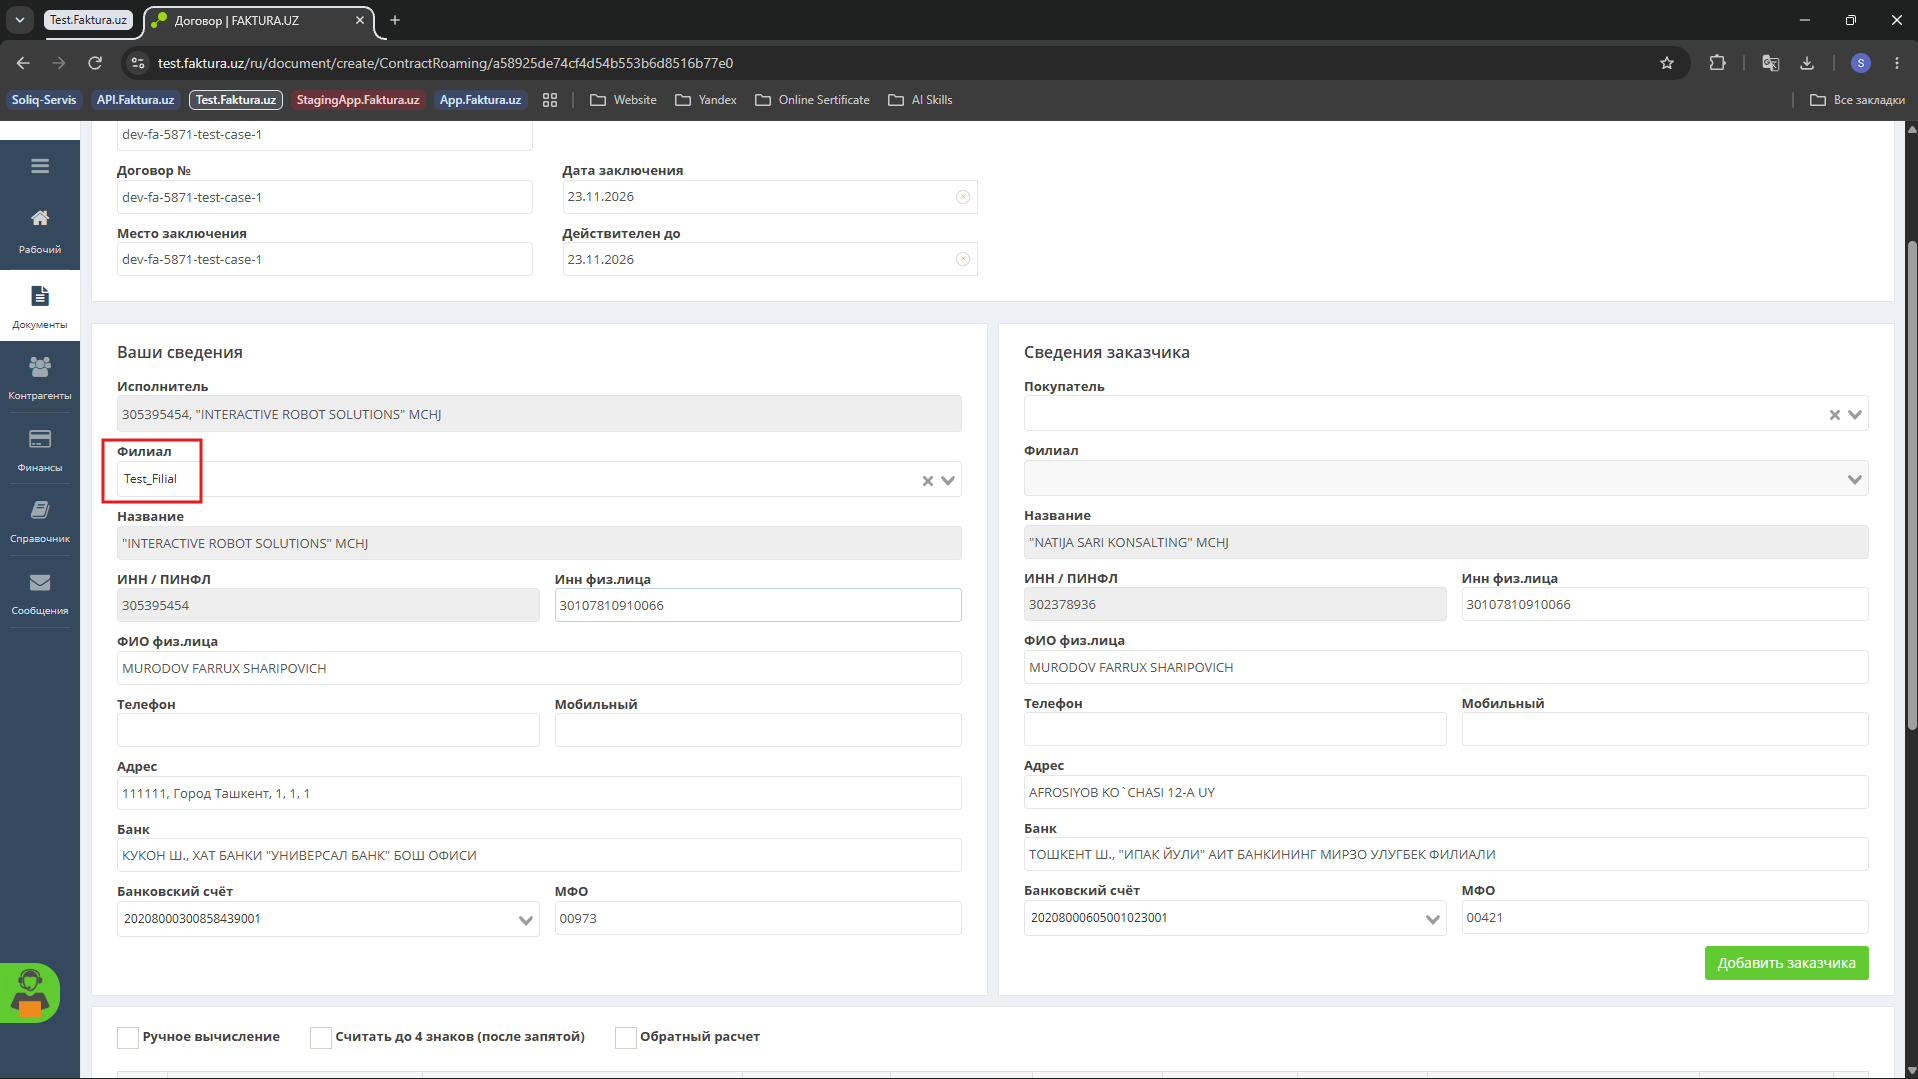 Test.Faktura.uz
Договор | FAKTURA.UZ
test.faktura.uz/ru/document/create/ContractRoaming/a58925de74cf4d54b553b6d8516b77e0
S
Soliq-Servis
API.Faktura.uz
Test.Faktura.uz
StagingApp.Faktura.uz
App.Faktura.uz
Website
Yandex
Online Sertificate
AI Skills
Все закладки
Рабочий
Документы
Контрагенты
Финансы
Справочник
Сообщения
dev-fa-5871-test-case-1
Договор №
Дата заключения
dev-fa-5871-test-case-1
23.11.2026
Место заключения
Действителен до
dev-fa-5871-test-case-1
23.11.2026
Ваши сведения
Исполнитель
305395454, "INTERACTIVE ROBOT SOLUTIONS" MCHJ
Филиал
Test_Filial
Название
"INTERACTIVE ROBOT SOLUTIONS" MCHJ
ИНН / ПИНФЛ
Инн физ.лица
305395454
30107810910066
ФИО физ.лица
MURODOV FARRUX SHARIPOVICH
Телефон
Мобильный
Адрес
111111, Город Ташкент, 1, 1, 1
Банк
КУКОН Ш., ХАТ БАНКИ "УНИВЕРСАЛ БАНК" БОШ ОФИСИ
Банковский счёт
МФО
20208000300858439001
00973
Сведения заказчика
Покупатель
Филиал
Название
"NATIJA SARI KONSALTING" MCHJ
ИНН / ПИНФЛ
Инн физ.лица
302378936
30107810910066
ФИО физ.лица
MURODOV FARRUX SHARIPOVICH
Телефон
Мобильный
Адрес
AFROSIYOB KO`CHASI 12-A UY
Банк
ТОШКЕНТ Ш., "ИПАК ЙУЛИ" АИТ БАНКИНИНГ МИРЗО УЛУГБЕК ФИЛИАЛИ
Банковский счёт
МФО
20208000605001023001
00421
Добавить заказчика
Ручное вычисление
Считать до 4 знаков (после запятой)
Обратный расчет